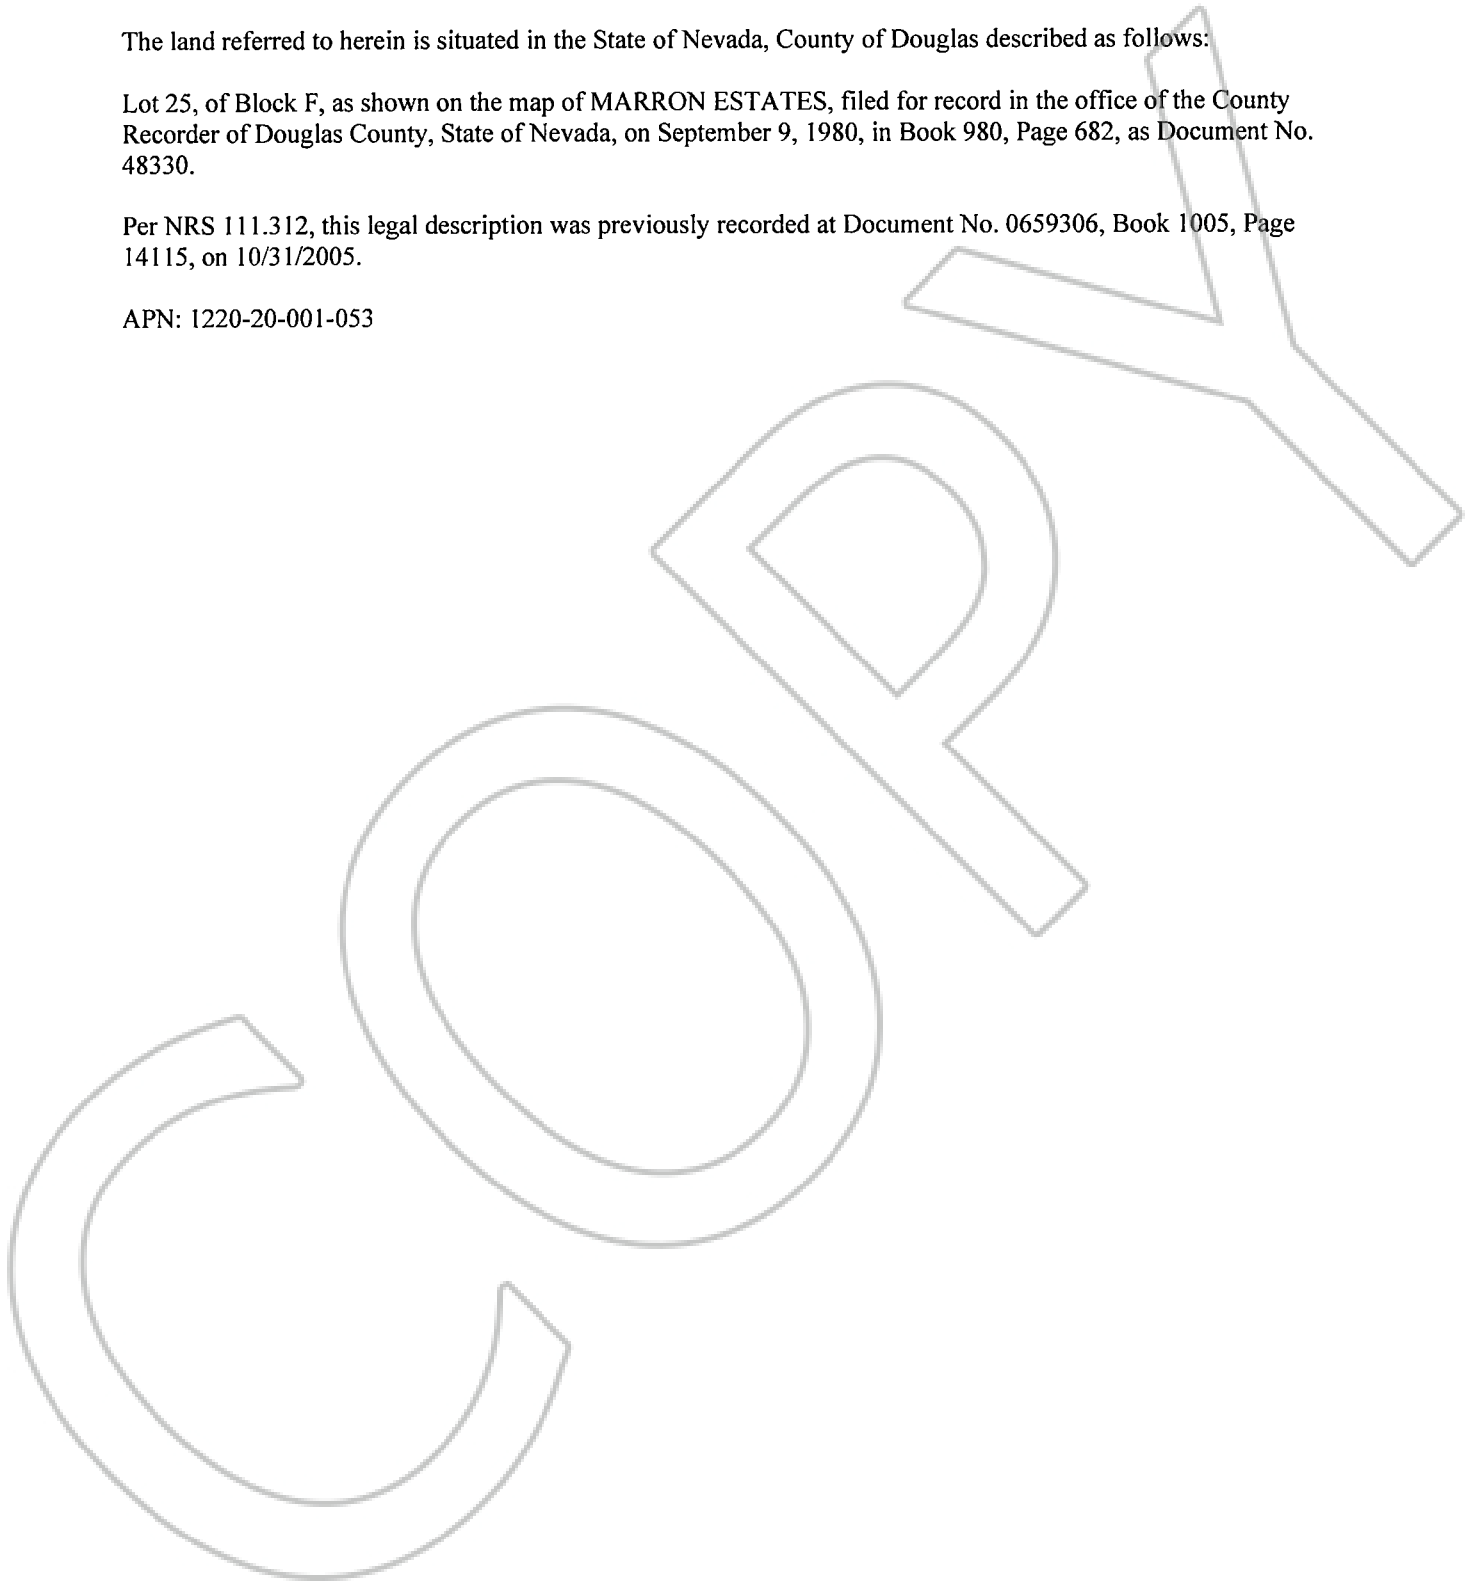 The land referred to herein is situated in the State of Nevada, County of Douglas described as follows:
Lot 25, of Block F, as shown on the map of MARRON ESTATES, filed for record in the office of the County
Recorder of Douglas County, State of Nevada, on September 9, 1980, in Book 980, Page 682, as Document No.
48330.
Per NRS 111.312, this legal description was previously recorded at Document No. 0659306, Book 1005, Page
14115, on 10/31/2005.
APN: 1220-20-001-053
COPY